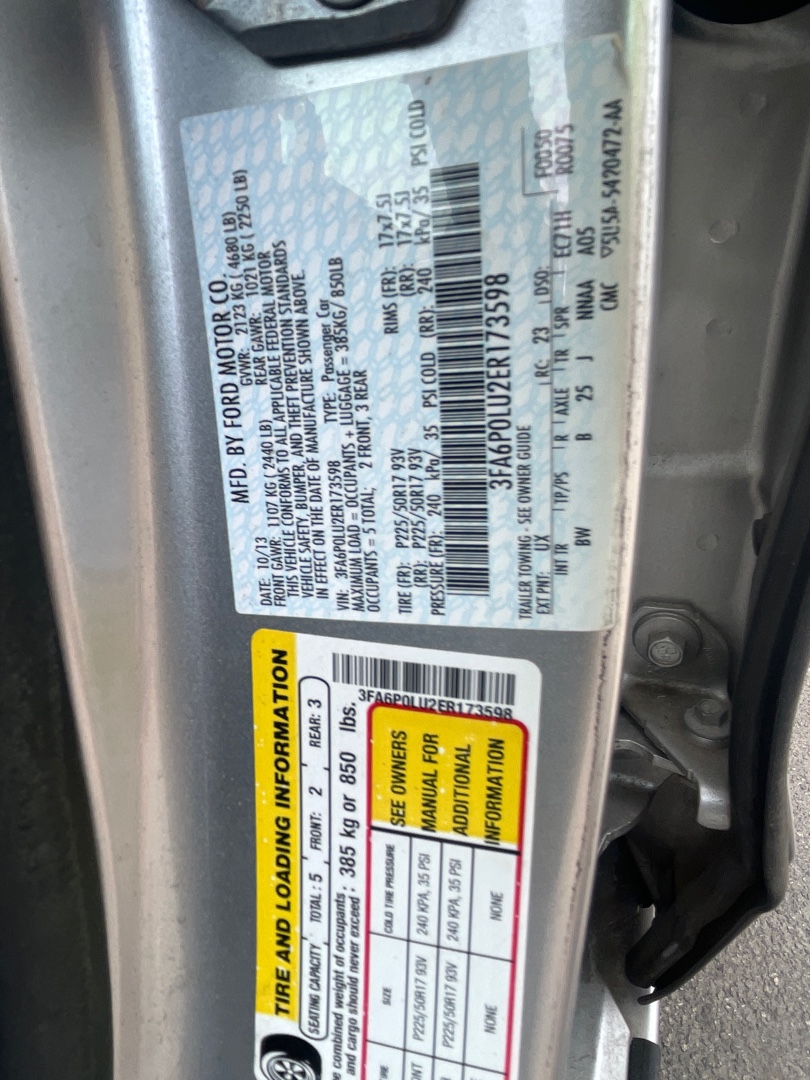 MFD. BY FORD MOTOR CO.
DATE: 10/13 GVWR: 2123 KG ( 4680 LB)
FRONT GAWR: 1107 KG ( 2440 LB) REAR GAWR: 1021 KG ( 2250 LB)
THIS VEHICLE CONFORMS TO ALL APPLICABLE FEDERAL MOTOR
VEHICLE SAFETY, BUMPER, AND THEFT PREVENTION STANDARDS
IN EFFECT ON THE DATE OF MANUFACTURE SHOWN ABOVE.
VIN: 3FA6P0LU2ER173598 TYPE: Passenger Car
MAXIMUM LOAD = OCCUPANTS + LUGGAGE = 385KG/ 850LB
OCCUPANTS = 5 TOTAL: 2 FRONT, 3 REAR
TIRE (FR): P225/50R17 93V RIMS (FR): 17x7.5J
(RR): P225/50R17 93V (RR): 17x7.5J
PRESSURE (FR): 240 kPa/ 35 PSI COLD (RR): 240 kPa/ 35 PSI COLD
3FA6P0LU2ER173598
TRAILER TOWING - SEE OWNER GUIDE
EXT PNT: UX RC: 23 DSO: F0050
R0075
INT TR TP/PS R AXLE TR SPR EC71H
BW B 25 J NNAA A05
CMC 5U5A-5420472-AA
TIRE AND LOADING INFORMATION
SEATING CAPACITY TOTAL : 5 FRONT: 2 REAR: 3
combined weight of occupants : 385 kg or 850 lbs.
and cargo should never exceed :
3FA6P0LU2ER173598
SIZE COLD TIRE PRESSURE
P225/50R17 93V 240 KPA, 35 PSI
P225/50R17 93V 240 KPA, 35 PSI
NONE NONE
SEE OWNERS
MANUAL FOR
ADDITIONAL
INFORMATION